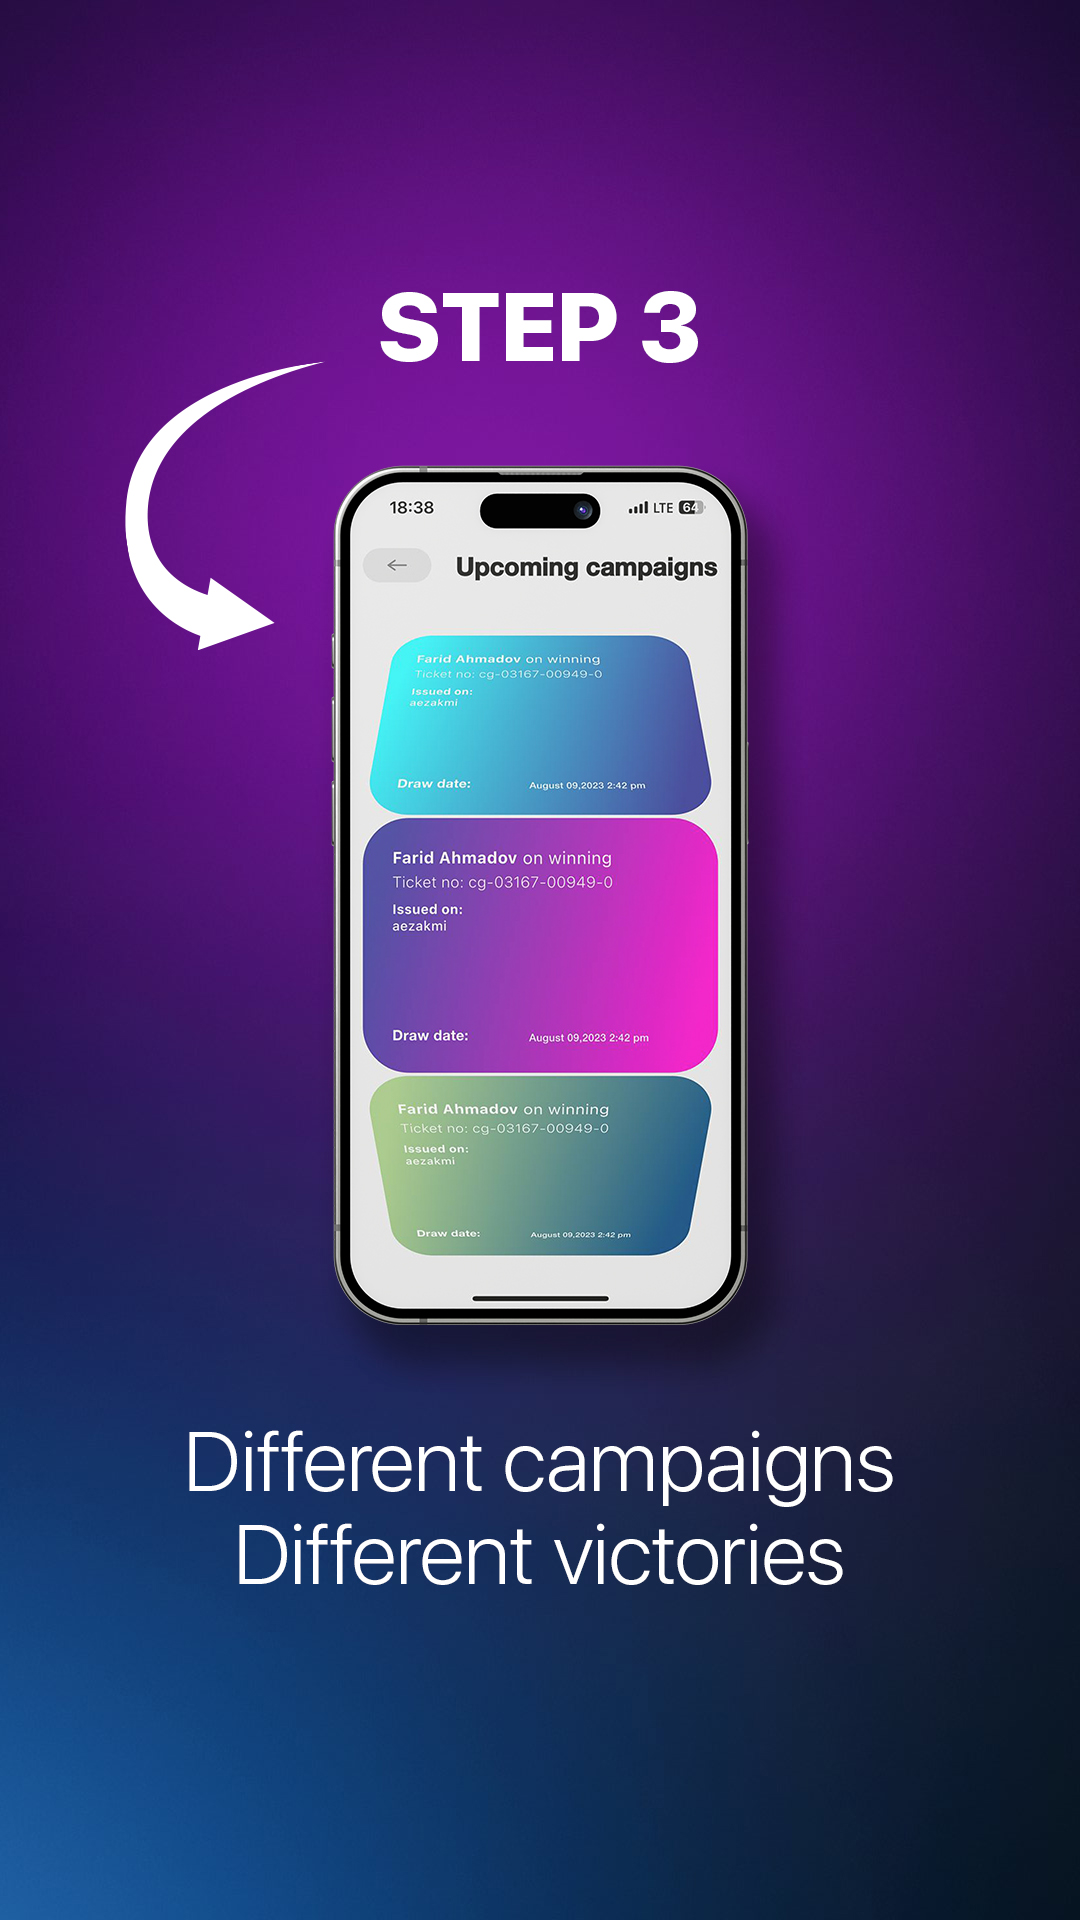 STEP 3
18:38 LTE 64
Upcoming campaigns
Farid Ahmadov on winning
Ticket no: cg-03167-00949-0
Issued on:
aezakmi
Draw date: August 09,2023 2:42 pm
Farid Ahmadov on winning
Ticket no: cg-03167-00949-0
Issued on:
aezakmi
Draw date: August 09,2023 2:42 pm
Farid Ahmadov on winning
Ticket no: cg-03167-00949-0
Issued on:
aezakmi
Draw date: August 09,2023 2:42 pm
Different campaigns
Different victories